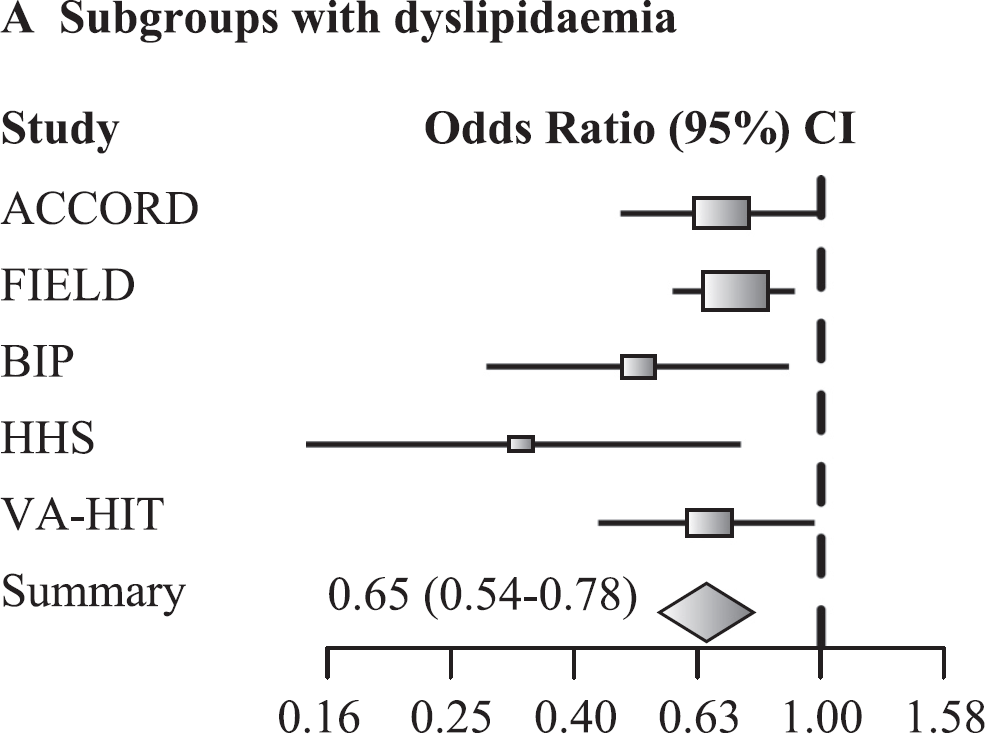 A Subgroups with dyslipidaemia
Study Odds Ratio (95%) CI
ACCORD
FIELD
BIP
HHS
VA-HIT
Summary 0.65 (0.54-0.78)
0.16 0.25 0.40 0.63 1.00 1.58